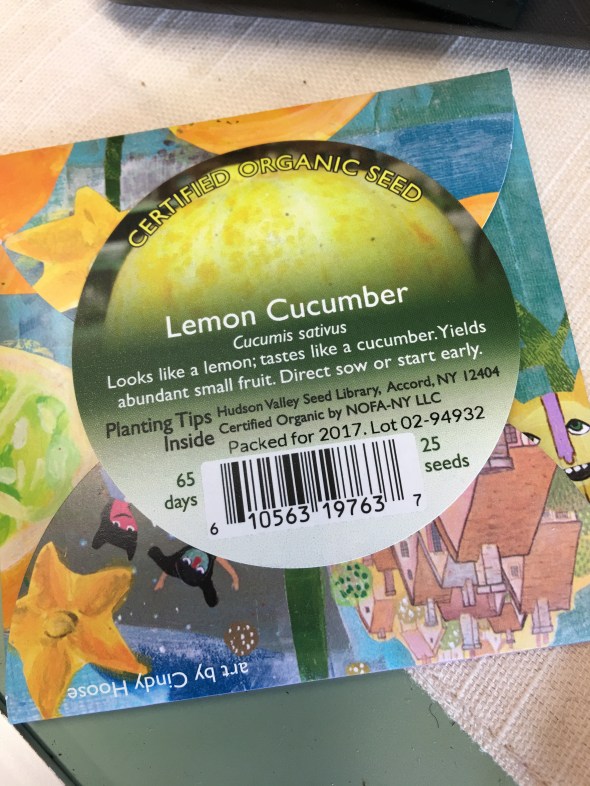 CERTIFIED ORGANIC SEED
Lemon Cucumber
Cucumis sativus
Looks like a lemon; tastes like a cucumber. Yields
abundant small fruit. Direct sow or start early.
Planting Tips
Inside
Hudson Valley Seed Library, Accord, NY 12404
Certified Organic by NOFA-NY LLC
Packed for 2017. Lot 02-94932
65
days
25
seeds
6 10563 19763 7
art by Cindy Hoose